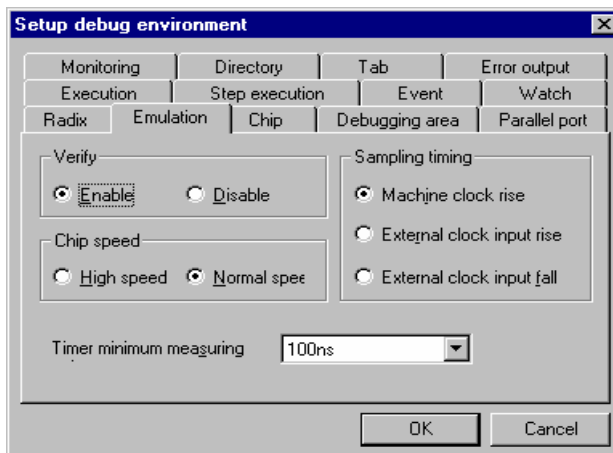 Setup debug environment
Monitoring Directory Tab Error output
Execution Step execution Event Watch
Radix Emulation Chip Debugging area Parallel port
Verify
Enable Disable
Chip speed
High speed Normal spee
Sampling timing
Machine clock rise
External clock input rise
External clock input fall
Timer minimum measuring 100ns
OK Cancel